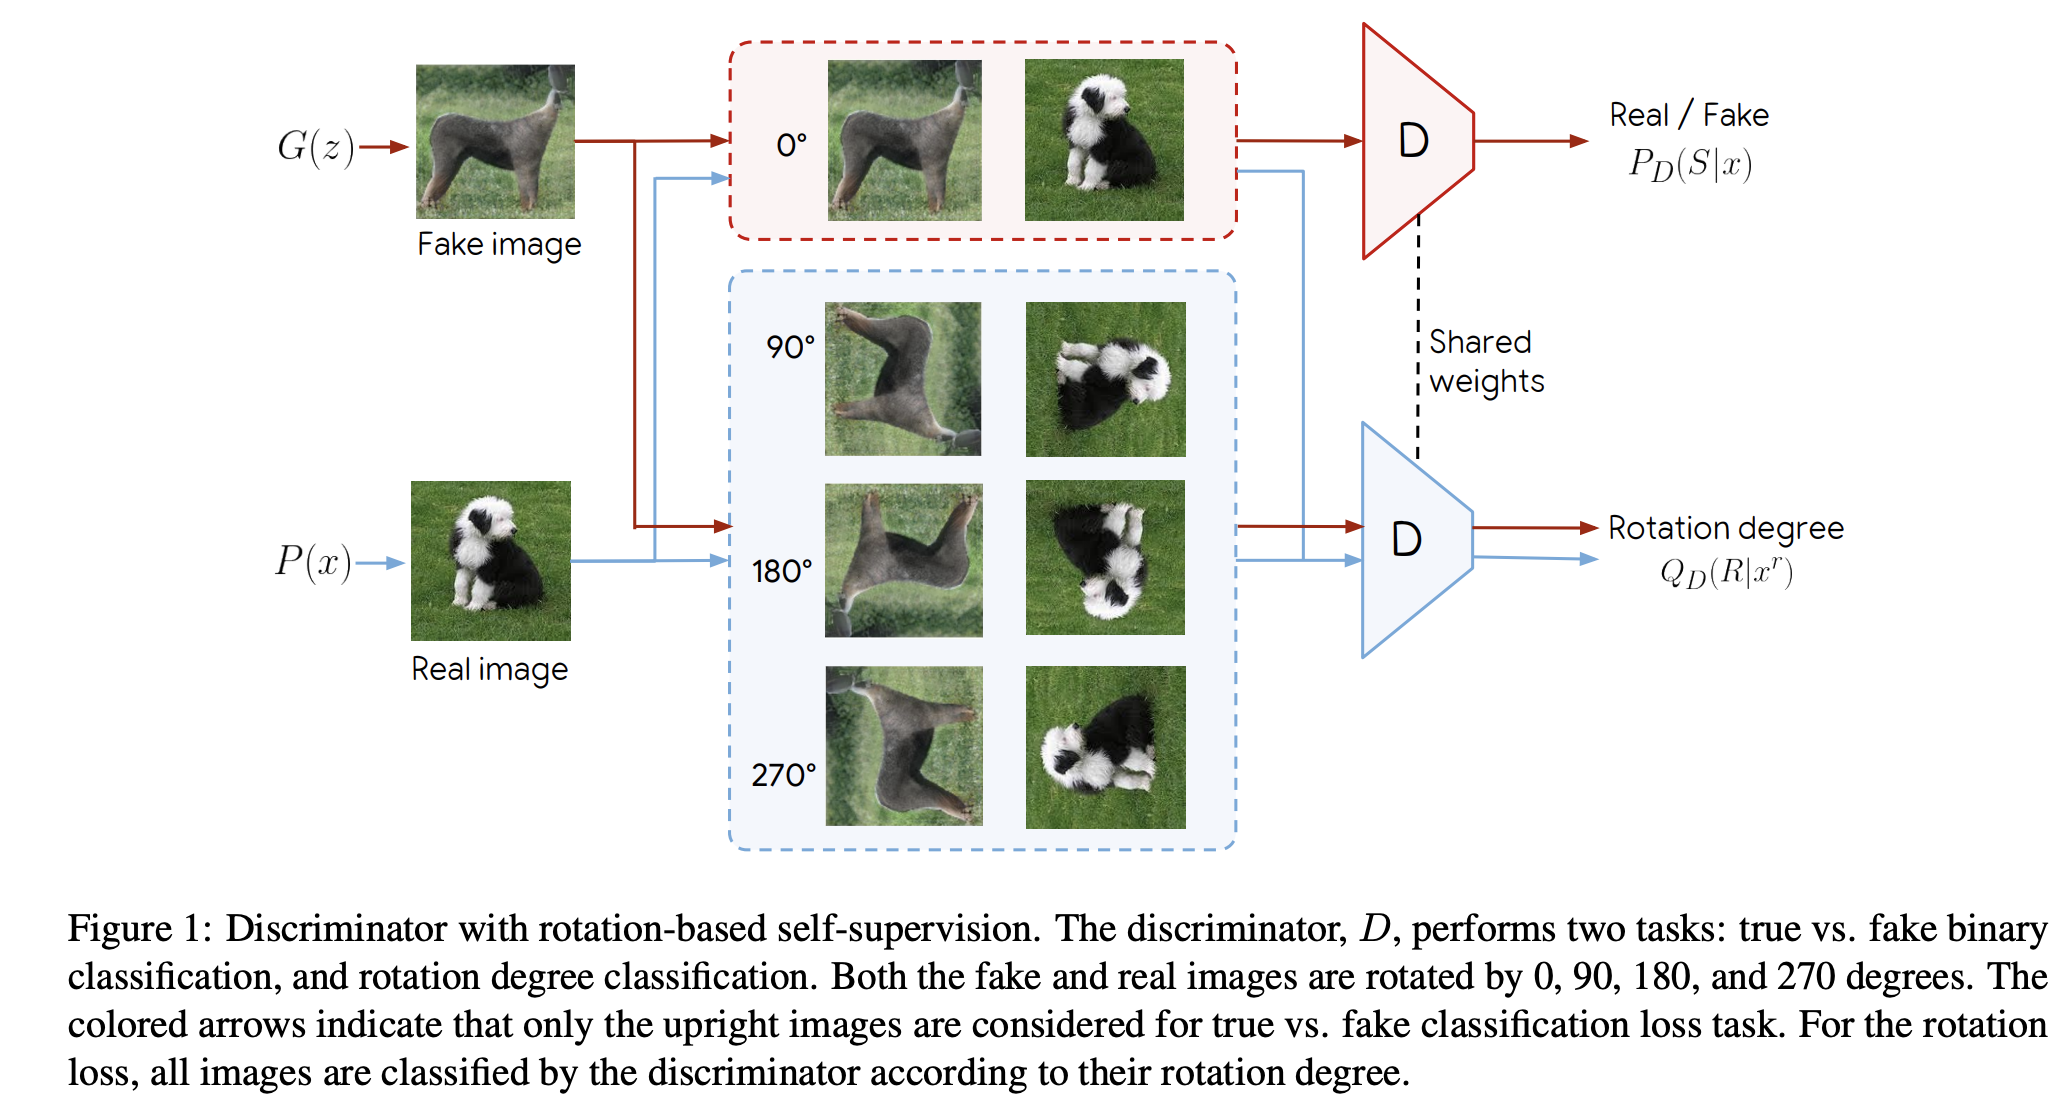 G(z)
Fake image
P(x)
Real image
0°
90°
180°
270°
D
Real / Fake
P_D(S|x)
Shared
weights
D
Rotation degree
Q_D(R|x^r)
Figure 1: Discriminator with rotation-based self-supervision. The discriminator, D, performs two tasks: true vs. fake binary
classification, and rotation degree classification. Both the fake and real images are rotated by 0, 90, 180, and 270 degrees. The
colored arrows indicate that only the upright images are considered for true vs. fake classification loss task. For the rotation
loss, all images are classified by the discriminator according to their rotation degree.